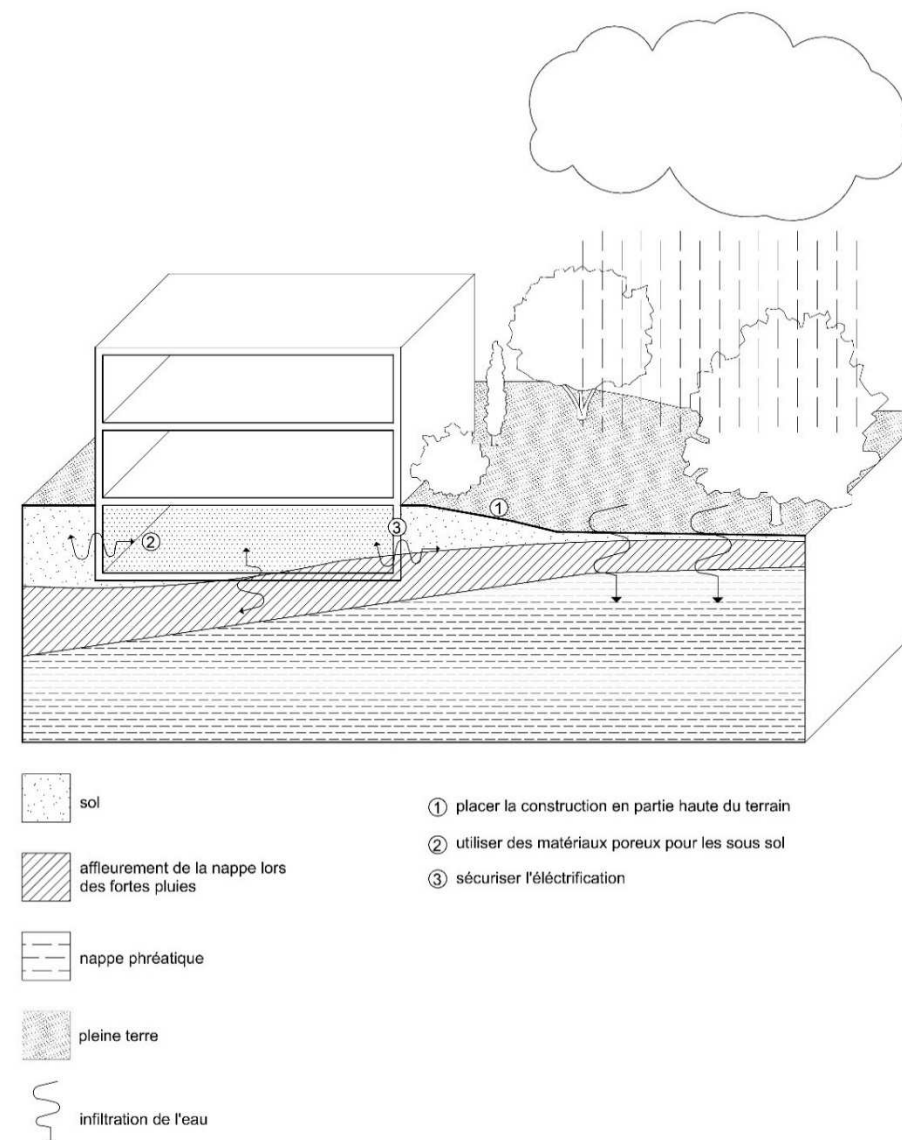 ①
③
②
sol
① placer la construction en partie haute du terrain
② utiliser des matériaux poreux pour les sous sol
③ sécuriser l'éléctrification
affleurement de la nappe lors
des fortes pluies
nappe phréatique
pleine terre
infiltration de l'eau